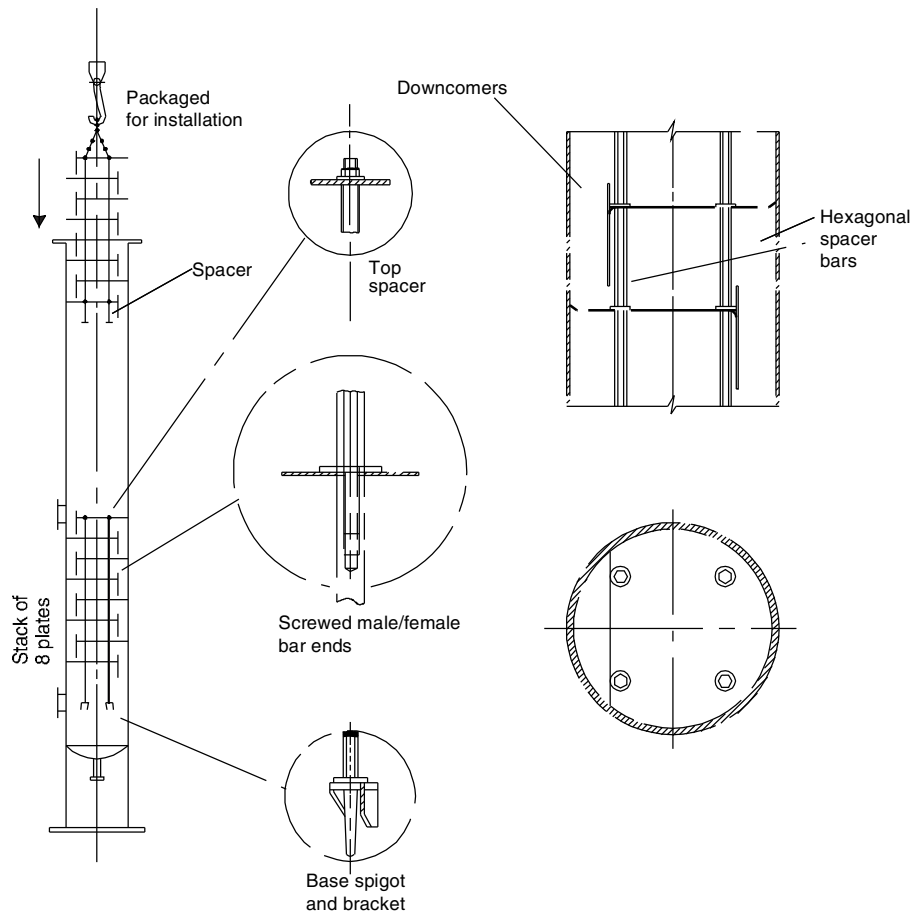 Packaged
for installation
Spacer
Top
spacer
Downcomers
Hexagonal
spacer
bars
Screwed male/female
bar ends
Stack of
8 plates
Base spigot
and bracket